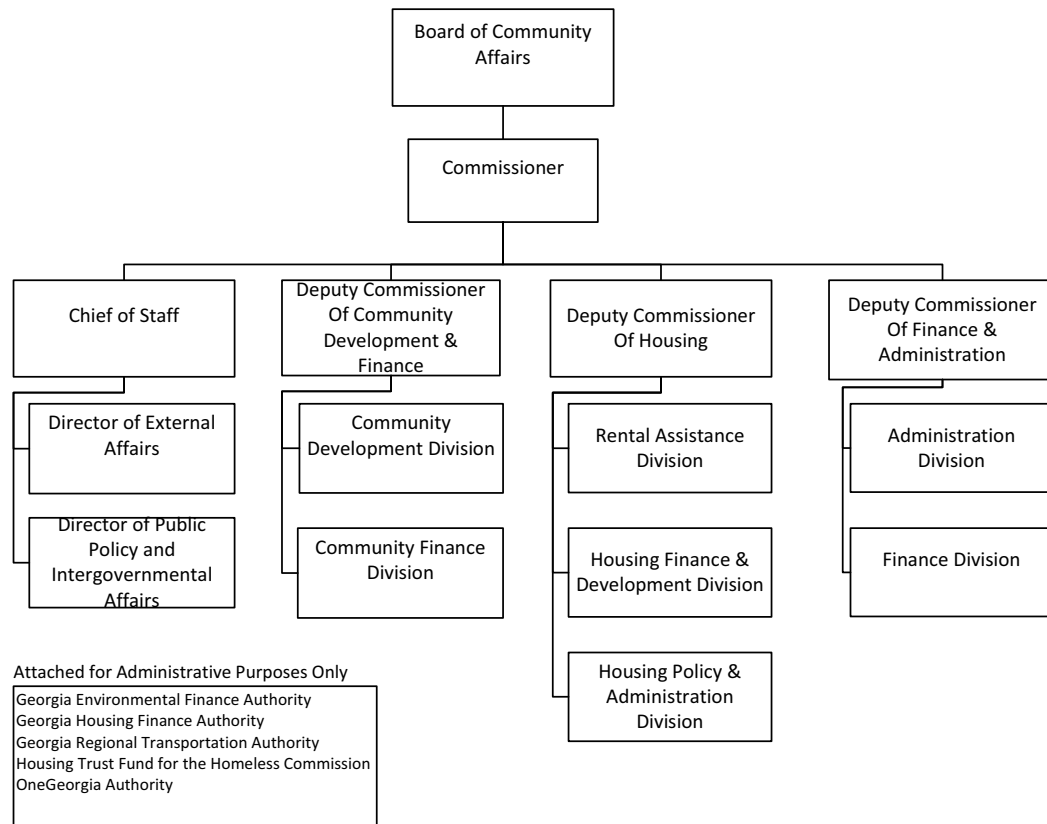 Board of Community
Affairs
Commissioner
Chief of Staff
Deputy Commissioner
Of Community
Development &
Finance
Deputy Commissioner
Of Housing
Deputy Commissioner
Of Finance &
Administration
Director of External
Affairs
Community
Development Division
Rental Assistance
Division
Administration
Division
Director of Public
Policy and
Intergovernmental
Affairs
Community Finance
Division
Housing Finance &
Development Division
Finance Division
Housing Policy &
Administration
Division
Attached for Administrative Purposes Only
Georgia Environmental Finance Authority
Georgia Housing Finance Authority
Georgia Regional Transportation Authority
Housing Trust Fund for the Homeless Commission
OneGeorgia Authority